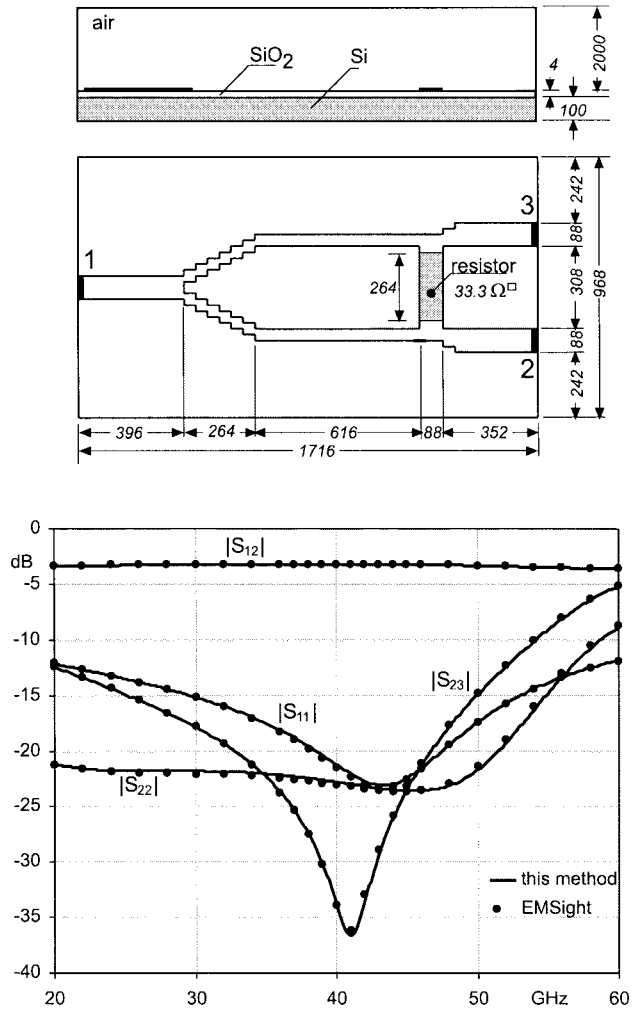 air
SiO2
Si
4
2000
100
1
3
2
resistor
33.3 Ω□
264
242
88
308
88
242
968
396
264
616
88
352
1716
0
dB
-5
-10
-15
-20
-25
-30
-35
-40
|S12|
|S23|
|S11|
|S22|
this method
EMSight
20
30
40
50
GHz
60